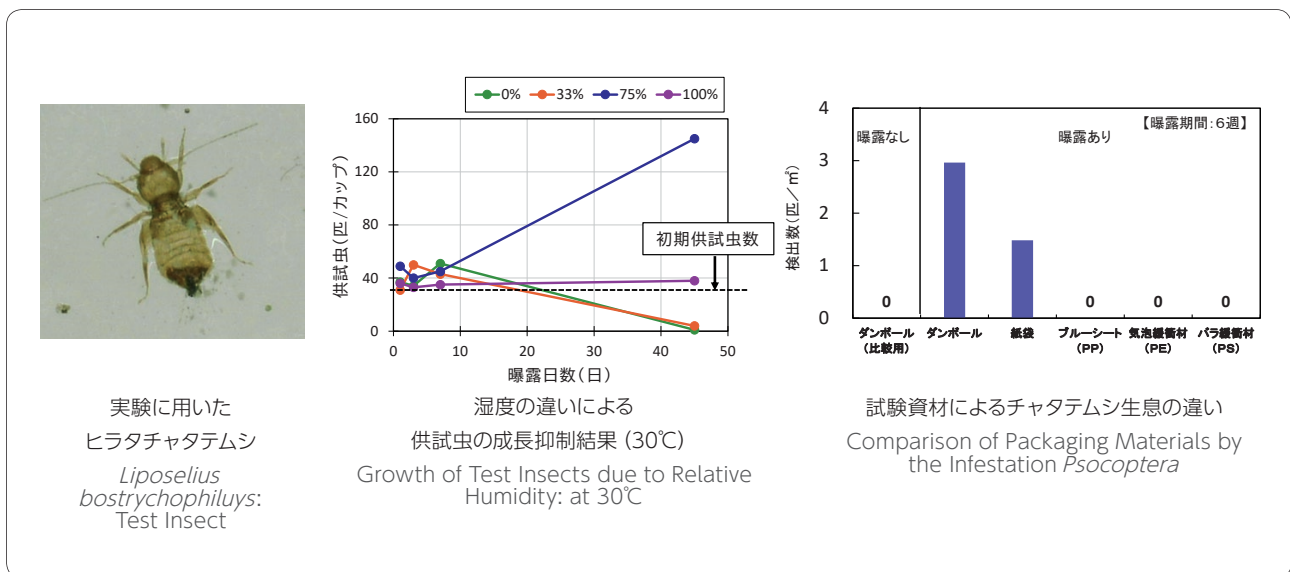 0% 33% 75% 100%
160
120
80
40
0
供試虫(匹/カップ)
初期供試虫数
0 10 20 30 40 50
曝露日数(日)
4
3
2
1
0
検出数(匹/㎡)
曝露なし
曝露あり
【曝露期間:6週】
0 0 0 0
ダンボール ダンボール 紙袋 ブルーシート 気泡緩衝材 バラ緩衝材
(比較用) (PP) (PE) (PS)
実験に用いた
ヒラタチャタテムシ
Liposelius
bostrychophiluys:
Test Insect
湿度の違いによる
供試虫の成長抑制結果 (30℃)
Growth of Test Insects due to Relative
Humidity: at 30℃
試験資材によるチャタテムシ生息の違い
Comparison of Packaging Materials by
the Infestation Psocoptera